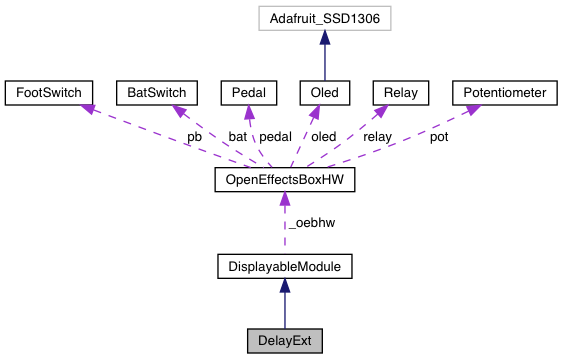 Adafruit_SSD1306
FootSwitch
BatSwitch
Pedal
Oled
Relay
Potentiometer
pb
bat
pedal
oled
relay
pot
OpenEffectsBoxHW
_oebhw
DisplayableModule
DelayExt